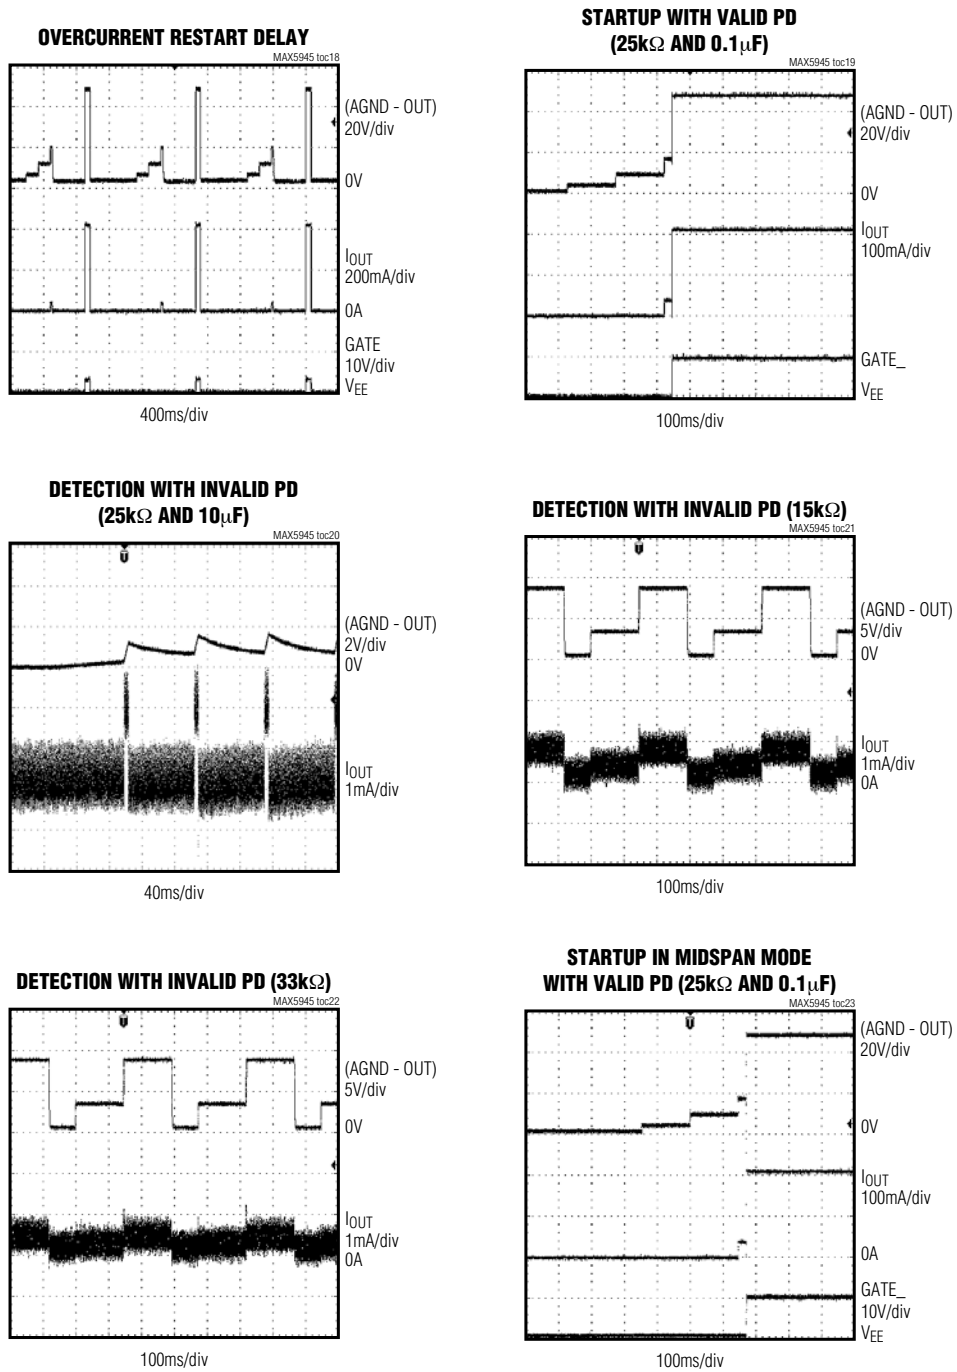 OVERCURRENT RESTART DELAY
MAX5945 toc18
(AGND - OUT)
20V/div
0V
IOUT
200mA/div
0A
GATE
10V/div
VEE
400ms/div
STARTUP WITH VALID PD
(25kΩ AND 0.1μF)
MAX5945 toc19
(AGND - OUT)
20V/div
0V
IOUT
100mA/div
GATE_
VEE
100ms/div
DETECTION WITH INVALID PD
(25kΩ AND 10μF)
MAX5945 toc20
(AGND - OUT)
2V/div
0V
IOUT
1mA/div
40ms/div
DETECTION WITH INVALID PD (15kΩ)
MAX5945 toc21
(AGND - OUT)
5V/div
0V
IOUT
1mA/div
0A
100ms/div
DETECTION WITH INVALID PD (33kΩ)
MAX5945 toc22
(AGND - OUT)
5V/div
0V
IOUT
1mA/div
0A
100ms/div
STARTUP IN MIDSPAN MODE
WITH VALID PD (25kΩ AND 0.1μF)
MAX5945 toc23
(AGND - OUT)
20V/div
0V
IOUT
100mA/div
0A
GATE_
10V/div
VEE
100ms/div